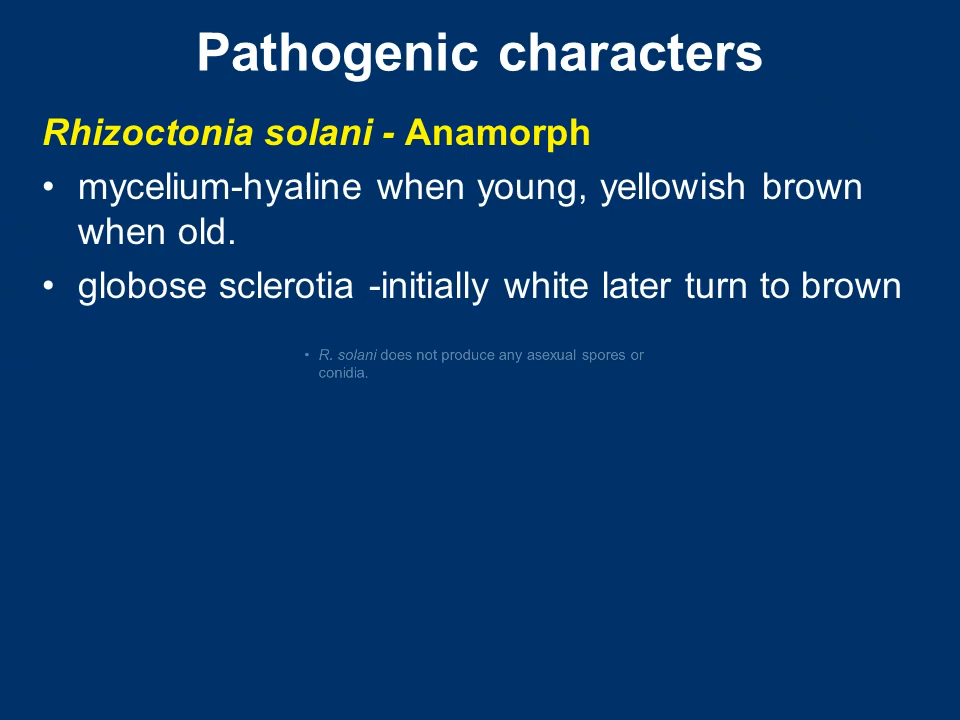 Pathogenic characters
Rhizoctonia solani - Anamorph
• mycelium-hyaline when young, yellowish brown
when old.
• globose sclerotia -initially white later turn to brown
• R. solani does not produce any asexual spores or
conidia.